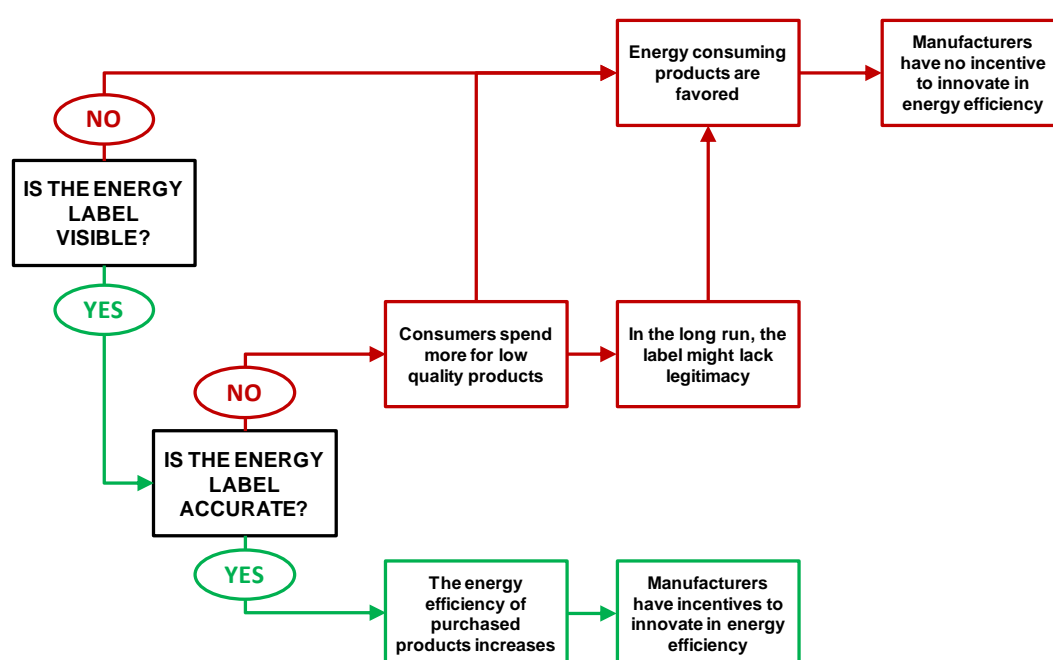 Energy consuming
products are
favored
Manufacturers
have no incentive
to innovate in
energy efficiency
NO
IS THE ENERGY
LABEL
VISIBLE?
YES
Consumers spend
more for low
quality products
In the long run, the
label might lack
legitimacy
NO
IS THE ENERGY
LABEL
ACCURATE?
YES
The energy
efficiency of
purchased
products increases
Manufacturers
have incentives to
innovate in energy
efficiency